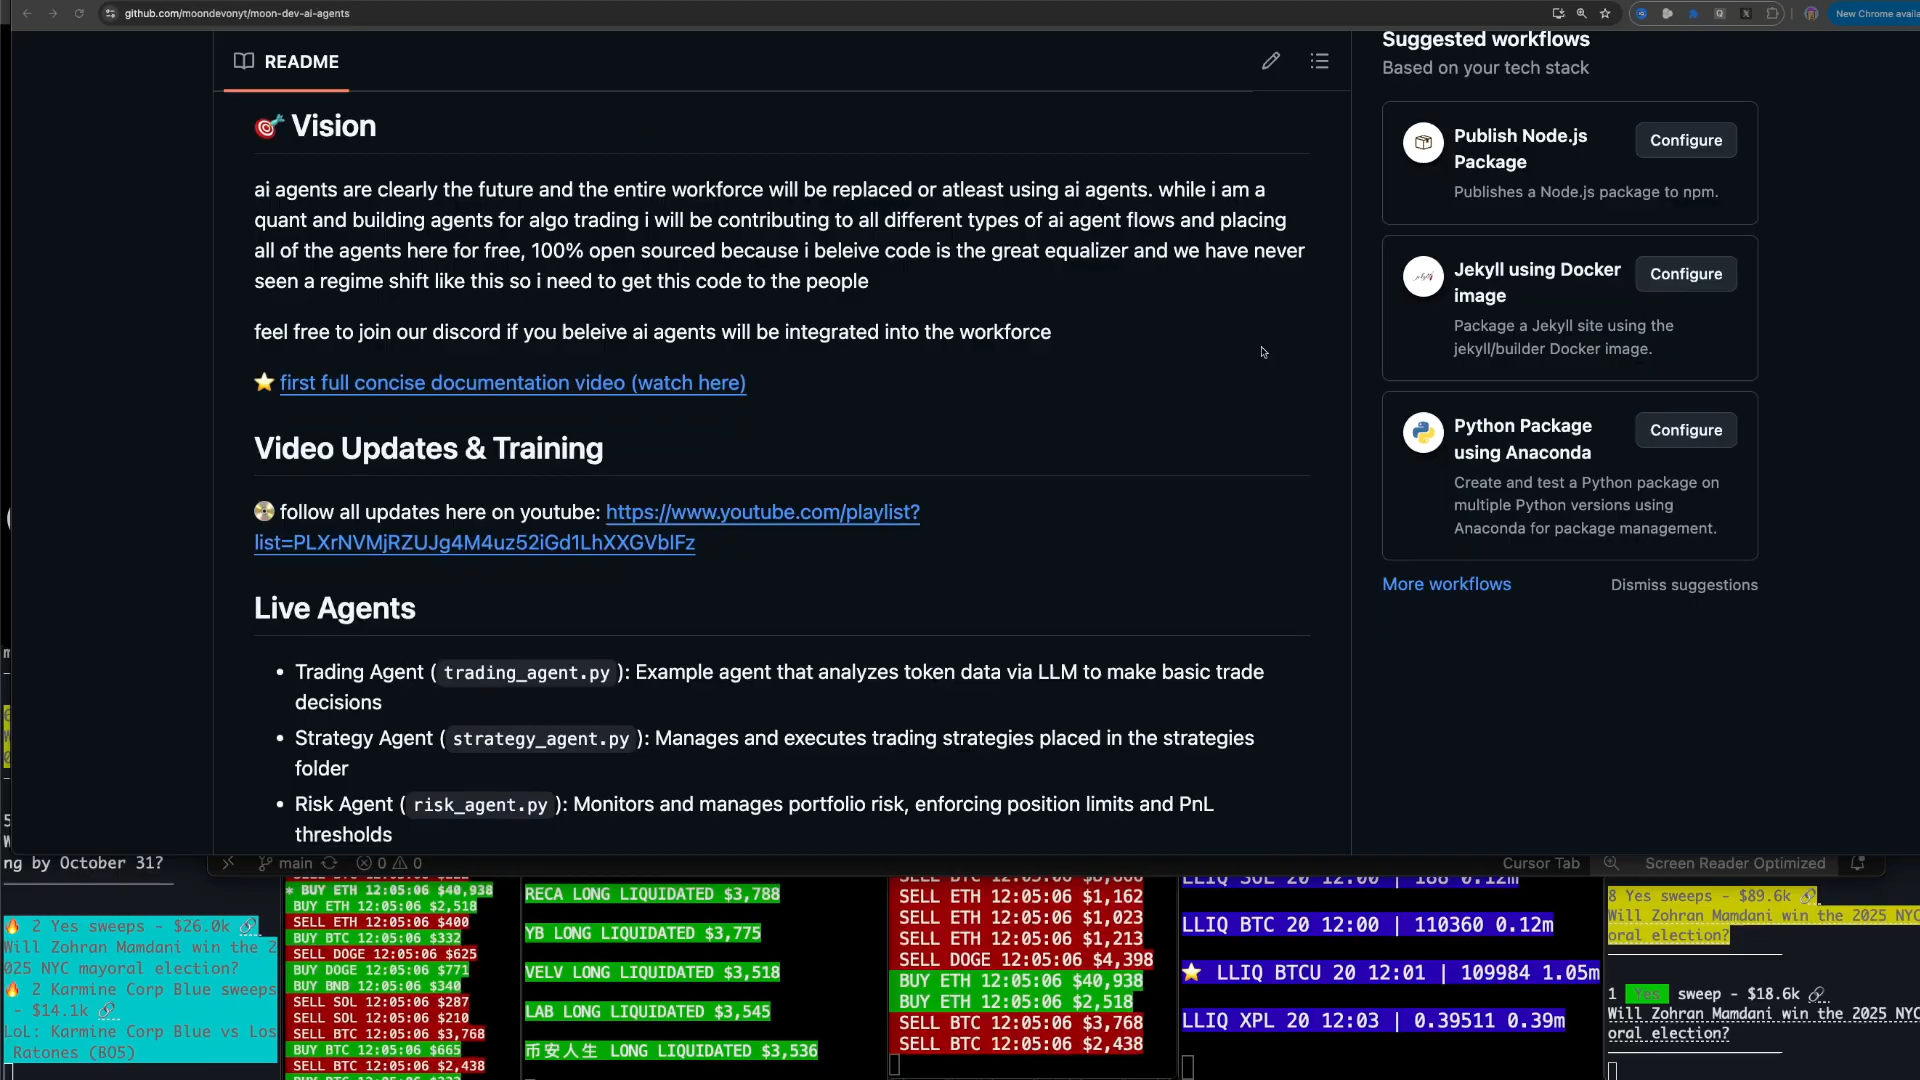 github.com/moondevonyt/moon-dev-ai-agents
New Chrome availa
README
Vision
ai agents are clearly the future and the entire workforce will be replaced or atleast using ai agents. while i am a
quant and building agents for algo trading i will be contributing to all different types of ai agent flows and placing
all of the agents here for free, 100% open sourced because i beleive code is the great equalizer and we have never
seen a regime shift like this so i need to get this code to the people
feel free to join our discord if you beleive ai agents will be integrated into the workforce
first full concise documentation video (watch here)
Video Updates & Training
follow all updates here on youtube: https://www.youtube.com/playlist?
list=PLXrNVMjRZUJg4M4uz52iGd1LhXXGVbIFz
Live Agents
• Trading Agent ( trading_agent.py ): Example agent that analyzes token data via LLM to make basic trade
decisions
• Strategy Agent ( strategy_agent.py ): Manages and executes trading strategies placed in the strategies
folder
• Risk Agent ( risk_agent.py ): Monitors and manages portfolio risk, enforcing position limits and PnL
thresholds
Suggested workflows
Based on your tech stack
Publish Node.js
Package
Configure
Publishes a Node.js package to npm.
Jekyll using Docker
image
Configure
Package a Jekyll site using the
jekyll/builder Docker image.
Python Package
using Anaconda
Configure
Create and test a Python package on
multiple Python versions using
Anaconda for package management.
More workflows
Dismiss suggestions
main 0 0
Cursor Tab
Screen Reader Optimized
ng by October 31?
2 Yes sweeps - $26.0k
Will Zohran Mamdani win the 2
025 NYC mayoral election?
2 Karmine Corp Blue sweeps
- $14.1k
LoL: Karmine Corp Blue vs Los
Ratones (BO5)
* BUY ETH 12:05:06 $40,938
BUY ETH 12:05:06 $2,518
SELL ETH 12:05:06 $400
BUY BTC 12:05:06 $332
SELL DOGE 12:05:06 $625
BUY DOGE 12:05:06 $771
BUY BNB 12:05:06 $340
SELL SOL 12:05:06 $287
SELL SOL 12:05:06 $210
SELL BTC 12:05:06 $3,768
BUY BTC 12:05:06 $665
SELL BTC 12:05:06 $2,438
RECA LONG LIQUIDATED $3,788
YB LONG LIQUIDATED $3,775
VELV LONG LIQUIDATED $3,518
LAB LONG LIQUIDATED $3,545
币安人生 LONG LIQUIDATED $3,536
SELL ETH 12:05:06 $1,162
SELL ETH 12:05:06 $1,023
SELL ETH 12:05:06 $1,213
SELL DOGE 12:05:06 $4,398
BUY ETH 12:05:06 $40,938
BUY ETH 12:05:06 $2,518
SELL BTC 12:05:06 $3,768
SELL BTC 12:05:06 $2,438
LLIQ SOL 20 12:00 | 188 0.12m
LLIQ BTC 20 12:00 | 110360 0.12m
LLIQ BTCU 20 12:01 | 109984 1.05m
LLIQ XPL 20 12:03 | 0.39511 0.39m
8 Yes sweeps - $89.6k
Will Zohran Mamdani win the 2025 NYC
oral election?
1 Yes sweep - $18.6k
Will Zohran Mamdani win the 2025 NYC
oral election?